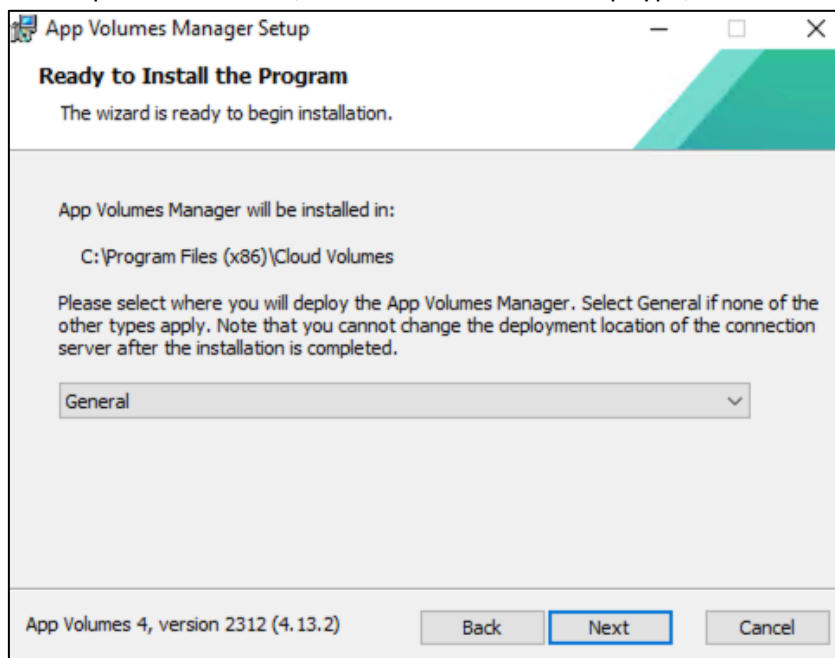 App Volumes Manager Setup
Ready to Install the Program
The wizard is ready to begin installation.
App Volumes Manager will be installed in:
C:\Program Files (x86)\Cloud Volumes
Please select where you will deploy the App Volumes Manager. Select General if none of the
other types apply. Note that you cannot change the deployment location of the connection
server after the installation is completed.
General
App Volumes 4, version 2312 (4.13.2)
Back
Next
Cancel